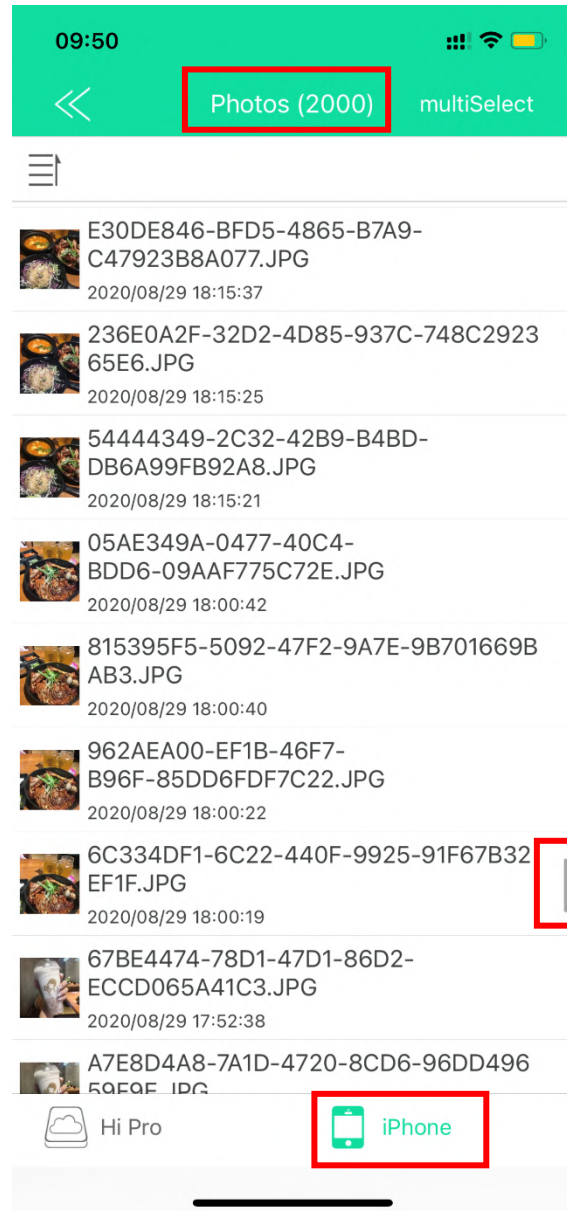 09:50
Photos (2000)
multiSelect
E30DE846-BFD5-4865-B7A9-
C47923B8A077.JPG
2020/08/29 18:15:37
236E0A2F-32D2-4D85-937C-748C2923
65E6.JPG
2020/08/29 18:15:25
54444349-2C32-42B9-B4BD-
DB6A99FB92A8.JPG
2020/08/29 18:15:21
05AE349A-0477-40C4-
BDD6-09AAF775C72E.JPG
2020/08/29 18:00:42
815395F5-5092-47F2-9A7E-9B701669B
AB3.JPG
2020/08/29 18:00:40
962AEA00-EF1B-46F7-
B96F-85DD6FDF7C22.JPG
2020/08/29 18:00:22
6C334DF1-6C22-440F-9925-91F67B32
EF1F.JPG
2020/08/29 18:00:19
67BE4474-78D1-47D1-86D2-
ECCD065A41C3.JPG
2020/08/29 17:52:38
A7E8D4A8-7A1D-4720-8CD6-96DD496
Hi Pro
iPhone